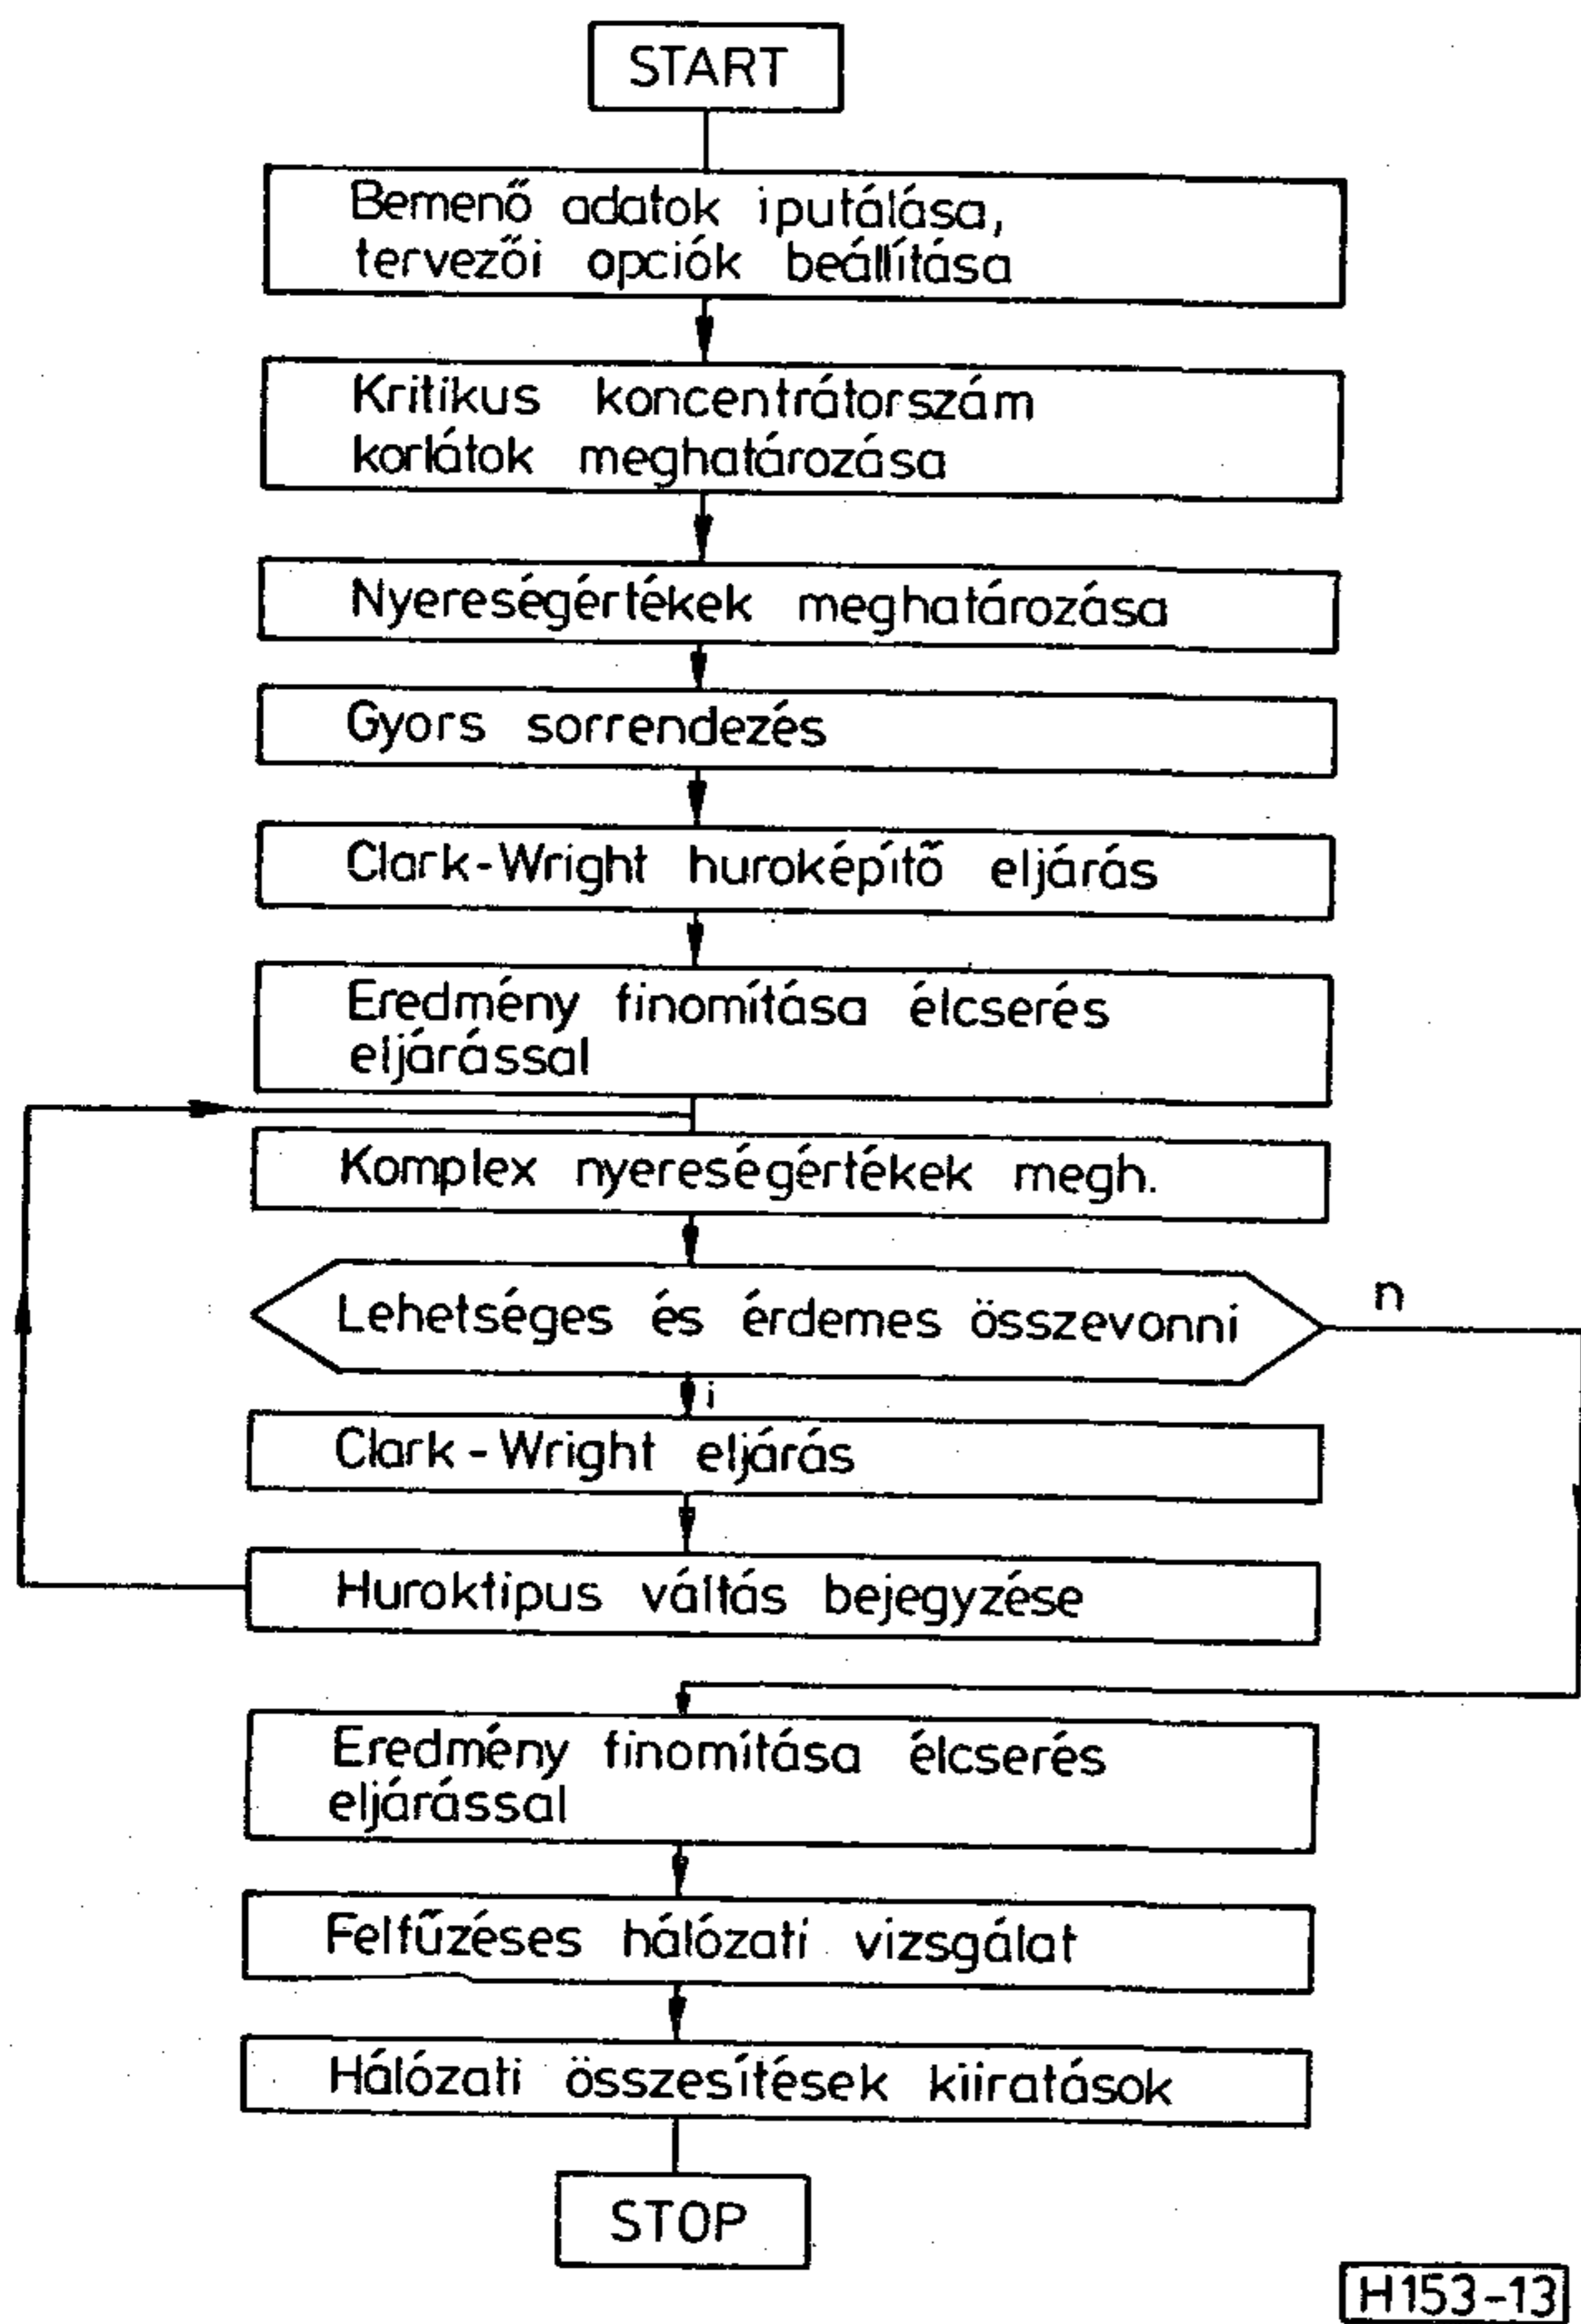 START
Bemenő adatok iputálása,
tervezői opciók beállítása
Kritikus koncentrátorszám
korlátok meghatározása
Nyereségértékek meghatározása
Gyors sorrendezés
Clark-Wright huroképítő eljárás
Eredmény finomítása élcserés
eljárással
Komplex nyereségértékek megh.
Lehetséges és érdemes összevonni
n
i
Clark-Wright eljárás
Huroktipus váltás bejegyzése
Eredmény finomítása élcserés
eljárással
Felfűzéses hálózati vizsgálat
Hálózati összesítések kiiratások
STOP
H153-13